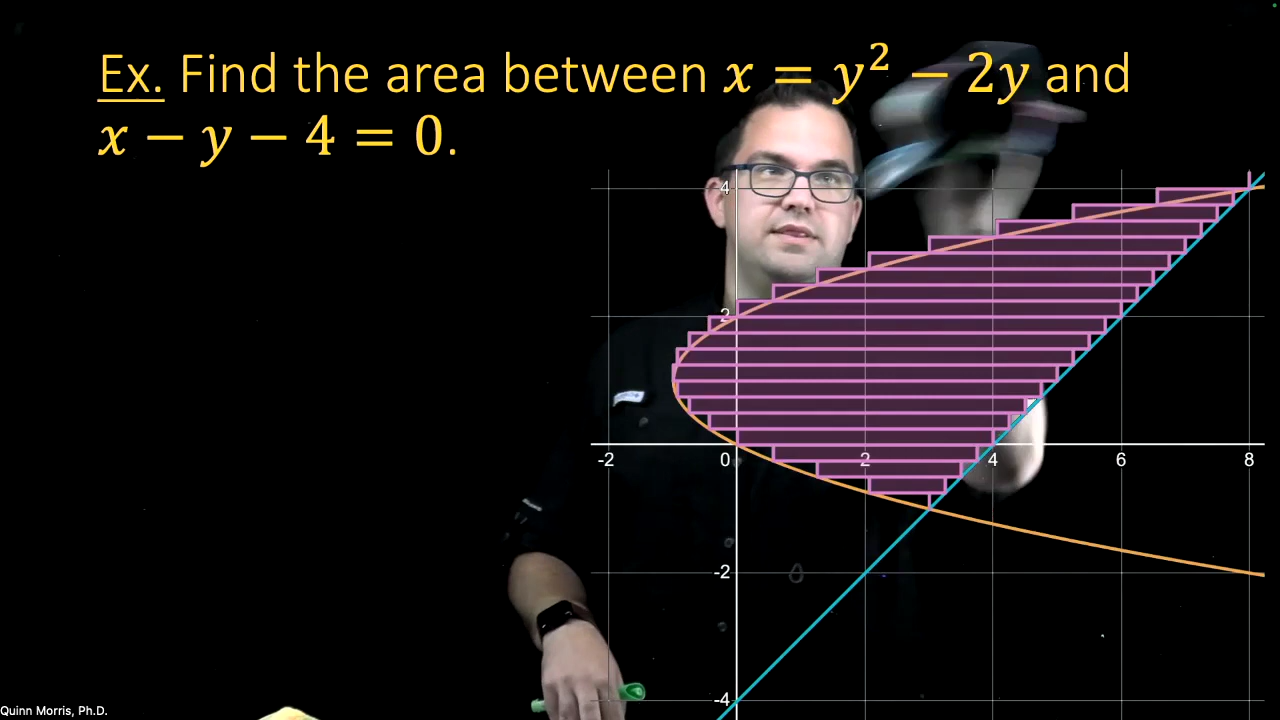 Ex. Find the area between x = y² − 2y and
x − y − 4 = 0.
4
2
-2 0 2 4 6 8
-2
-4
Quinn Morris, Ph.D.